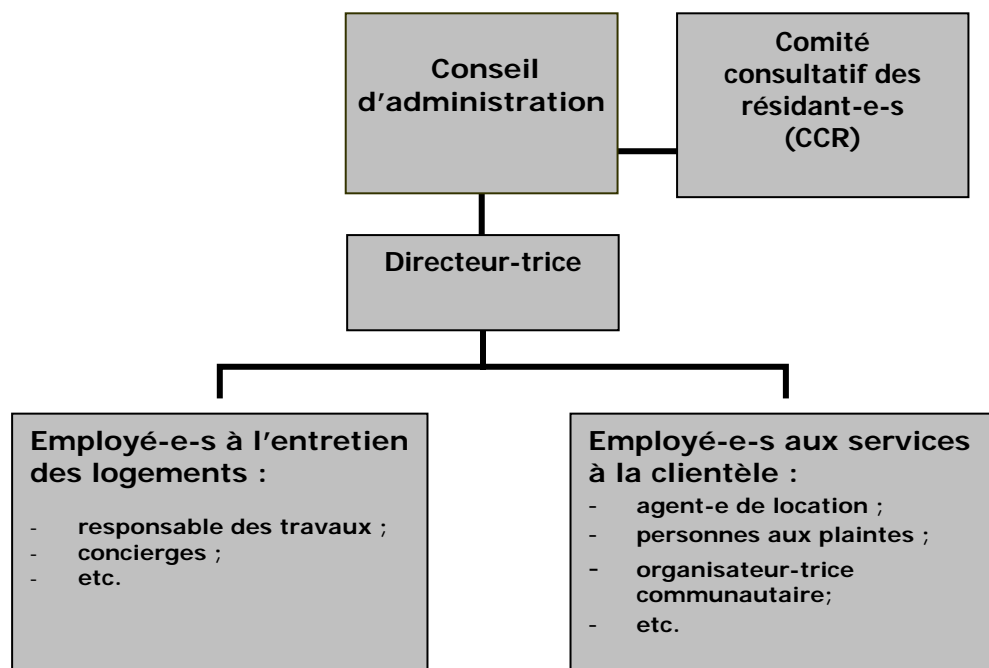 Conseil
d'administration
Comité
consultatif des
résidant-e-s
(CCR)
Directeur-trice
Employé-e-s à l'entretien
des logements :
- responsable des travaux ;
- concierges ;
- etc.
Employé-e-s aux services
à la clientèle :
- agent-e de location ;
- personnes aux plaintes ;
- organisateur-trice
communautaire;
- etc.